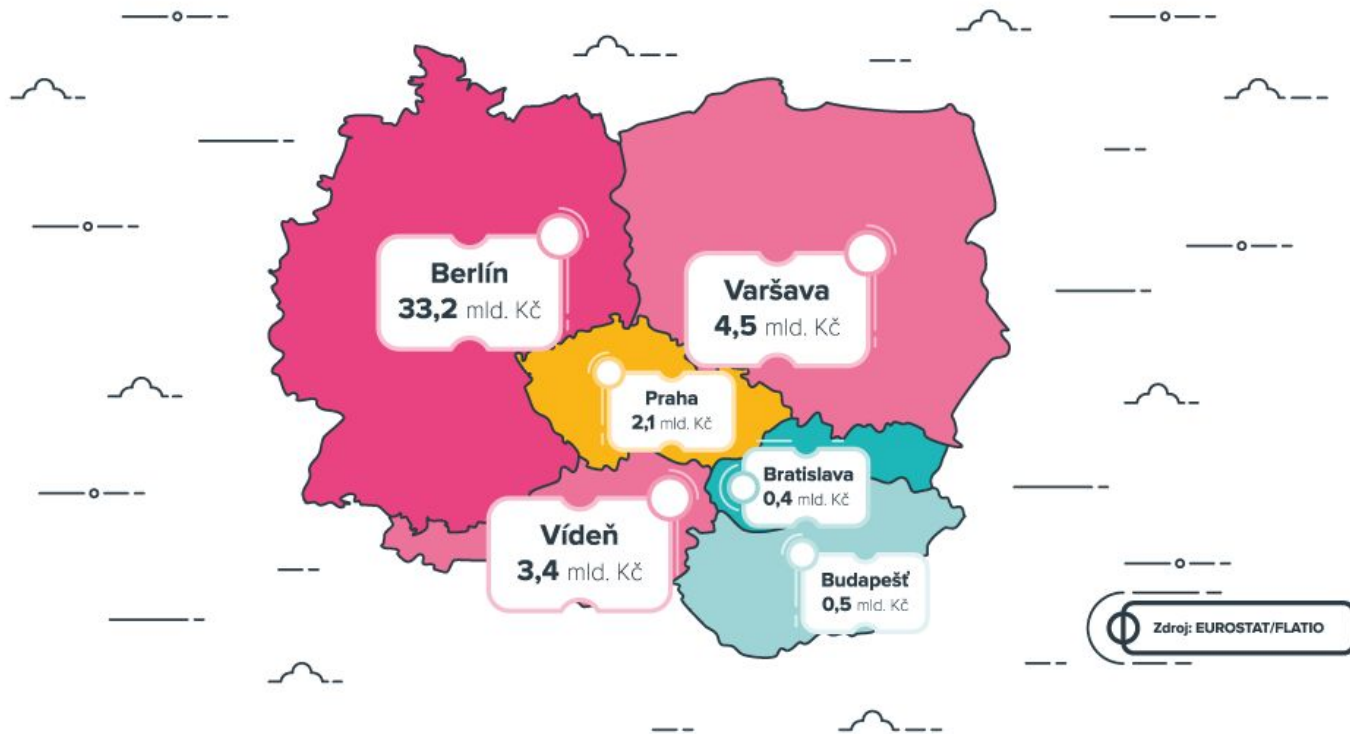 Berlín
33,2 mld. Kč
Varšava
4,5 mld. Kč
Praha
2,1 mld. Kč
Bratislava
0,4 mld. Kč
Vídeň
3,4 mld. Kč
Budapešť
0,5 mld. Kč
Zdroj: EUROSTAT/FLATIO